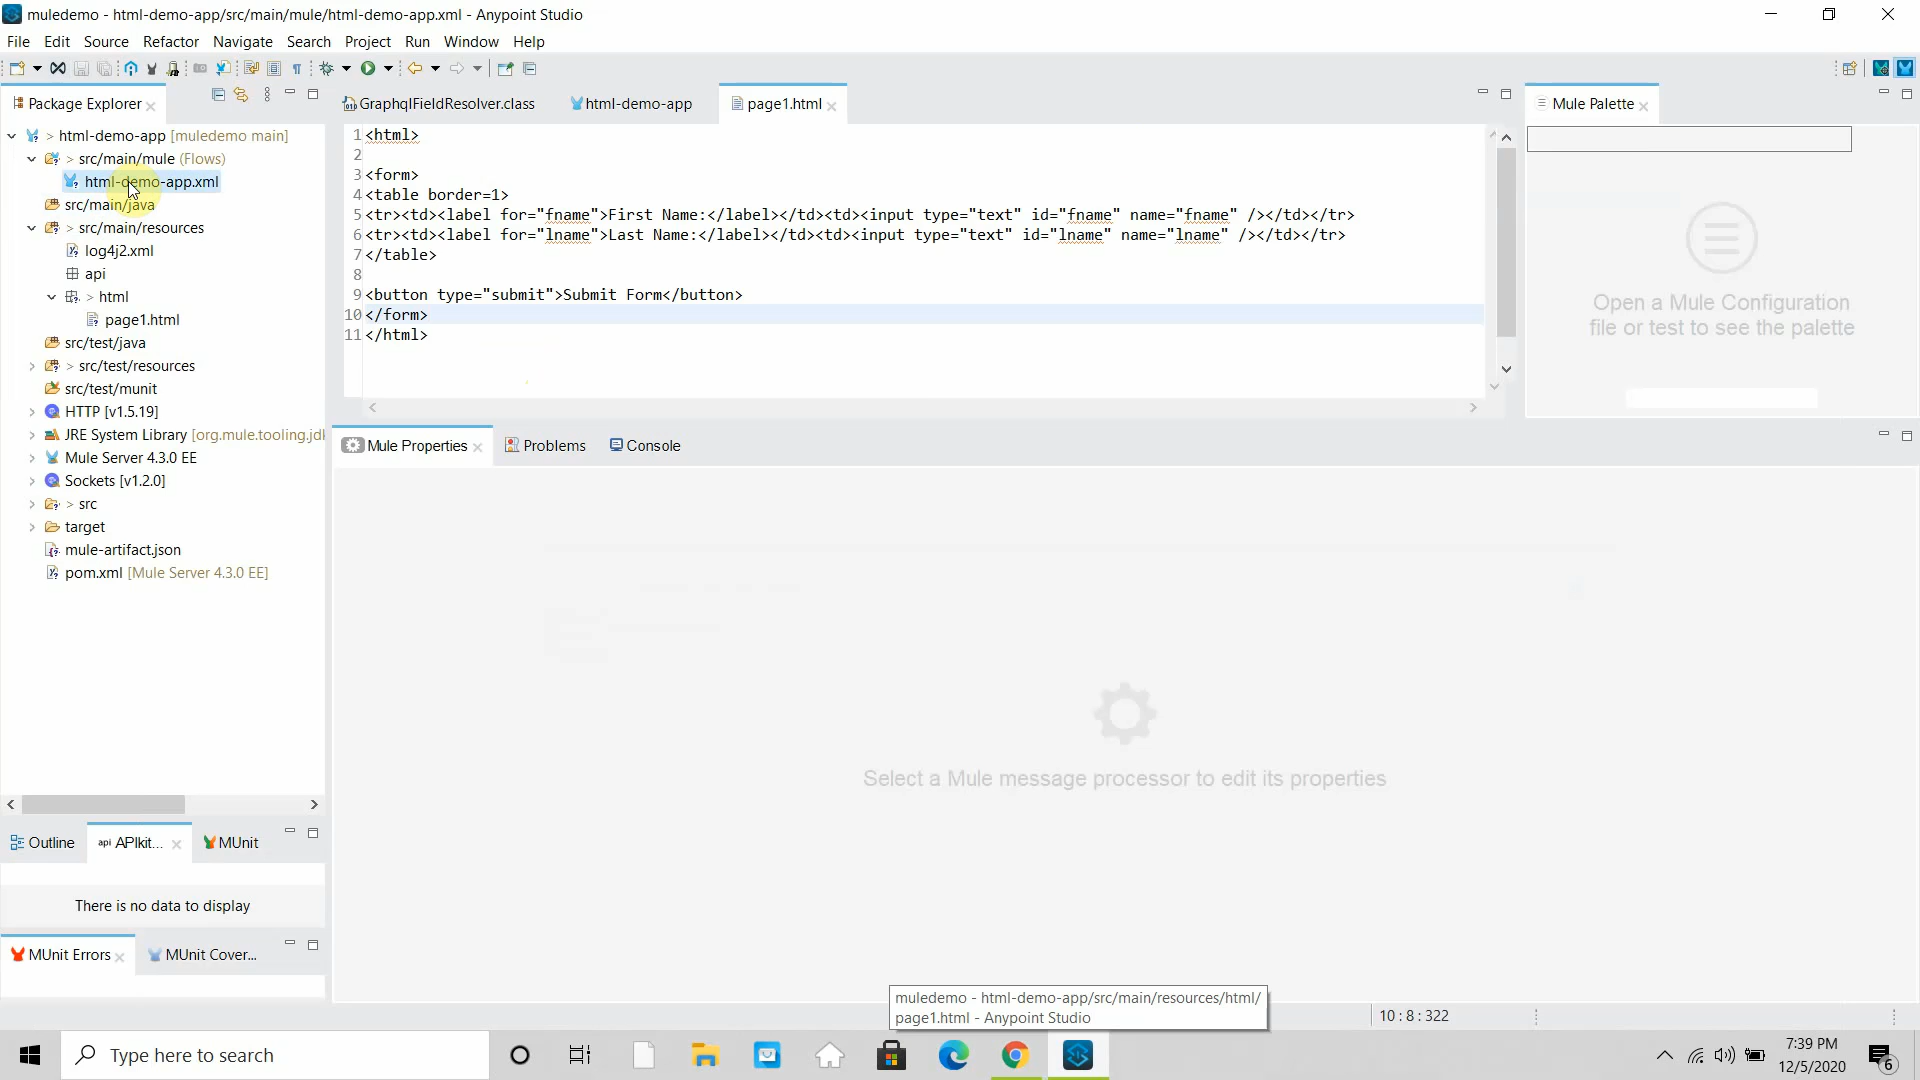 muledemo - html-demo-app/src/main/mule/html-demo-app.xml - Anypoint Studio
File Edit Source Refactor Navigate Search Project Run Window Help
Package Explorer
> html-demo-app [muledemo main]
> src/main/mule (Flows)
html-demo-app.xml
src/main/java
> src/main/resources
log4j2.xml
api
> html
page1.html
src/test/java
> src/test/resources
src/test/munit
HTTP [v1.5.19]
JRE System Library [org.mule.tooling.jd
Mule Server 4.3.0 EE
Sockets [v1.2.0]
> src
target
mule-artifact.json
pom.xml [Mule Server 4.3.0 EE]
Outline
api APIkit...
MUnit
There is no data to display
MUnit Errors
MUnit Cover...
GraphqlFieldResolver.class
html-demo-app
page1.html
1 <html>
2
3 <form>
4 <table border=1>
5 <tr><td><label for="fname">First Name:</label></td><td><input type="text" id="fname" name="fname" /></td></tr>
6 <tr><td><label for="lname">Last Name:</label></td><td><input type="text" id="lname" name="lname" /></td></tr>
7 </table>
8
9 <button type="submit">Submit Form</button>
10 </form>
11 </html>
Mule Palette
Open a Mule Configuration
file or test to see the palette
Mule Properties
Problems
Console
Select a Mule message processor to edit its properties
muledemo - html-demo-app/src/main/resources/html/
page1.html - Anypoint Studio
10 : 8 : 322
Type here to search
7:39 PM
12/5/2020
6